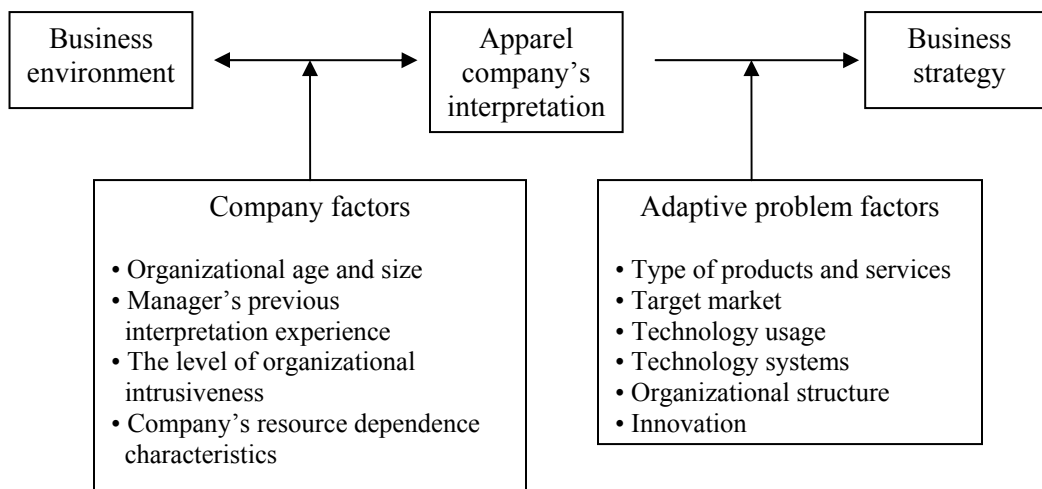 Business
environment
Apparel
company’s
interpretation
Business
strategy
Company factors
• Organizational age and size
• Manager’s previous
interpretation experience
• The level of organizational
intrusiveness
• Company’s resource dependence
characteristics
Adaptive problem factors
• Type of products and services
• Target market
• Technology usage
• Technology systems
• Organizational structure
• Innovation